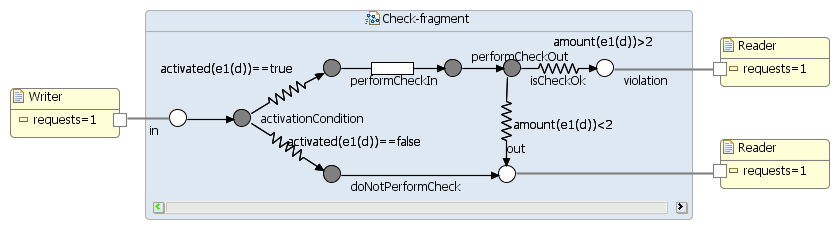 Check-fragment
amount(e1(d))>2
Reader
requests=1
activated(e1(d))==true
performCheckOut
performCheckIn
isCheckOk
violation
Writer
requests=1
in
activationCondition
amount(e1(d))<2
activated(e1(d))==false
out
Reader
requests=1
doNotPerformCheck